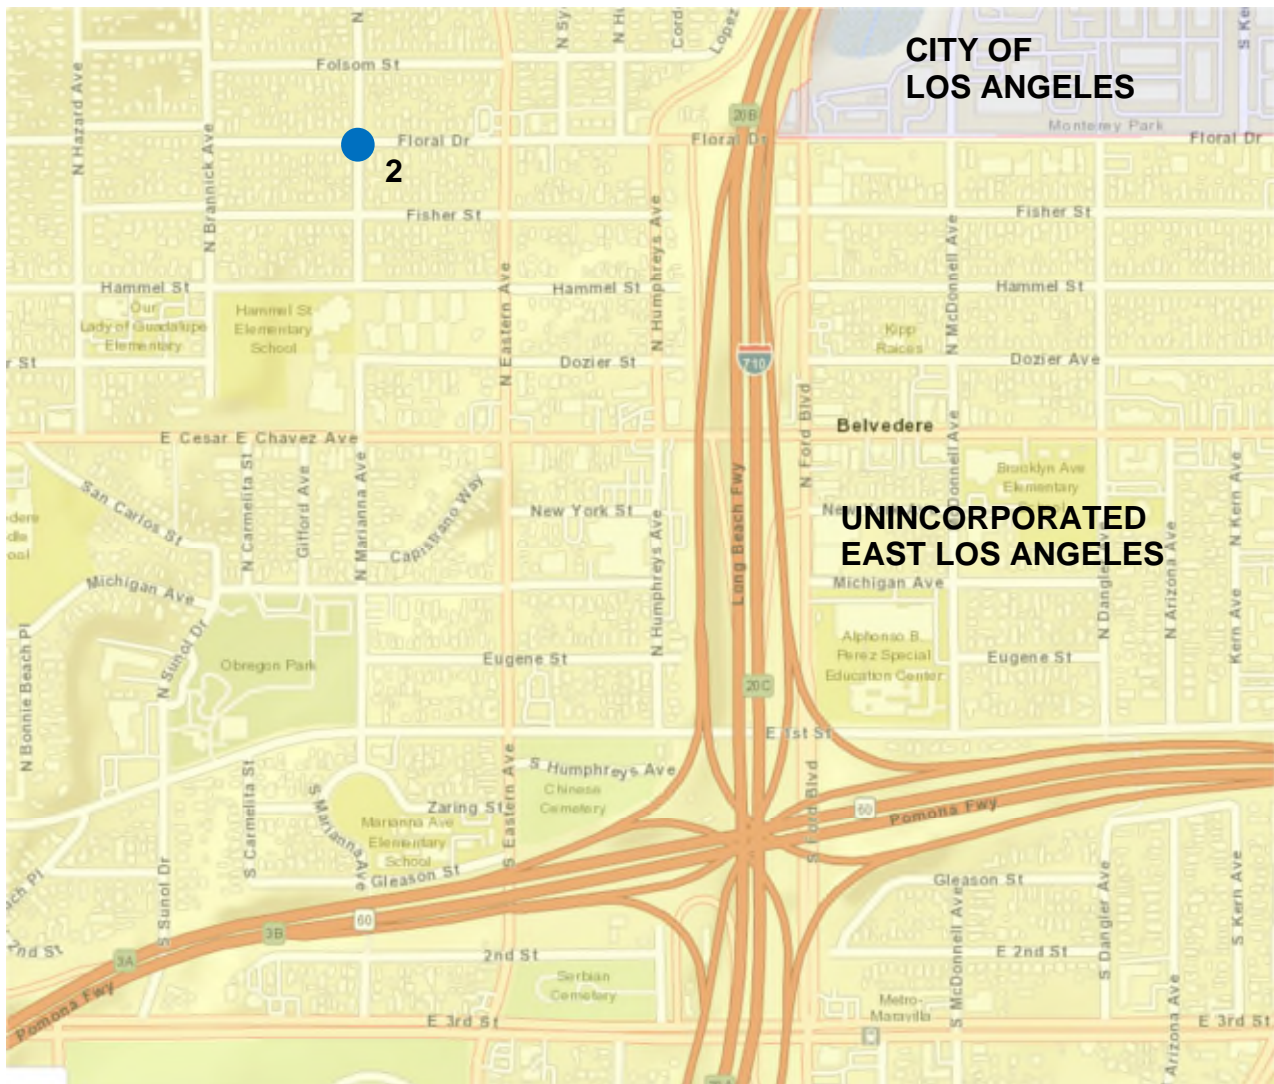 CITY OF
LOS ANGELES
Folsom St
N Hazard Ave
N Brannick Ave
Lopez
20B
Floral Dr
Floral Dr
Monterey Park
Floral Dr
2
Fisher St
Fisher St
N Eastern Ave
N Humphreys Ave
N McDonnell Ave
Hammel St
Hammel St
Hammel St
Our
Lady of Guadalupe
Elementary
Hammel St
Elementary
School
Kipp
Raices
r St
Dozier St
710
Dozier Ave
N Ford Blvd
Belvedere
E Cesar E Chavez Ave
San Carlos St
N Carmelita St
Gifford Ave
N Marianna Ave
Capistrano Way
New York St
N Humphreys Ave
Long Beach Fwy
Brooklyn Ave
Elementary
UNINCORPORATED
EAST LOS ANGELES
N Kern Ave
N Arizona Ave
Michigan Ave
Michigan Ave
N Bonnie Beach Pl
N Sunol Dr
Obregon Park
Eugene St
Alphonso B.
Perez Special
Education Center
Eugene St
Kern Ave
20C
E 1st St
S Humphreys Ave
Chinese
Cemetery
S Eastern Ave
S Carmelita St
S Marianna Ave
Zaring St
Marianna Ave
Elementary
School
Gleason St
S Ford Blvd
60
Pomona Fwy
Gleason St
S Sunol Dr
60
3B
3A
2nd St
2nd St
S McDonnell Ave
E 2nd St
S Dangler Ave
S Kern Ave
Serbian
Cemetery
Metro-
Maravilla
Pomona Fwy
E 3rd St
Arizona Ave
E 3rd St